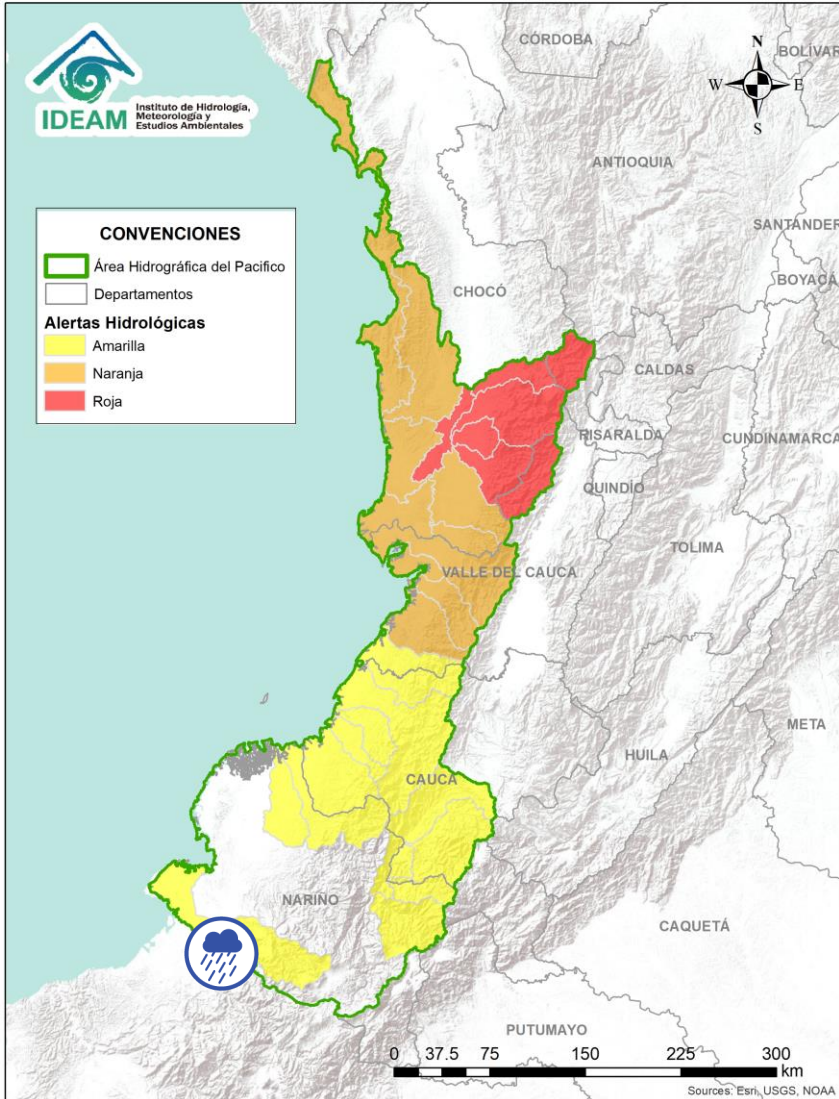 IDEAM
Instituto de Hidrología,
Meteorología y
Estudios Ambientales
CÓRDOBA
BOLÍVAR
N
W E
S
ANTIOQUIA
SANTANDER
BOYACÁ
CONVENCIONES
Área Hidrográfica del Pacifico
Departamentos
Alertas Hidrológicas
Amarilla
Naranja
Roja
CHOCÓ
CALDAS
RISARALDA
CUNDINAMARCA
QUINDÍO
TOLIMA
VALLE DEL CAUCA
META
HUILA
CAUCA
NARIÑO
CAQUETÁ
PUTUMAYO
0 37.5 75 150 225 300
km
Sources: Esri, USGS, NOAA